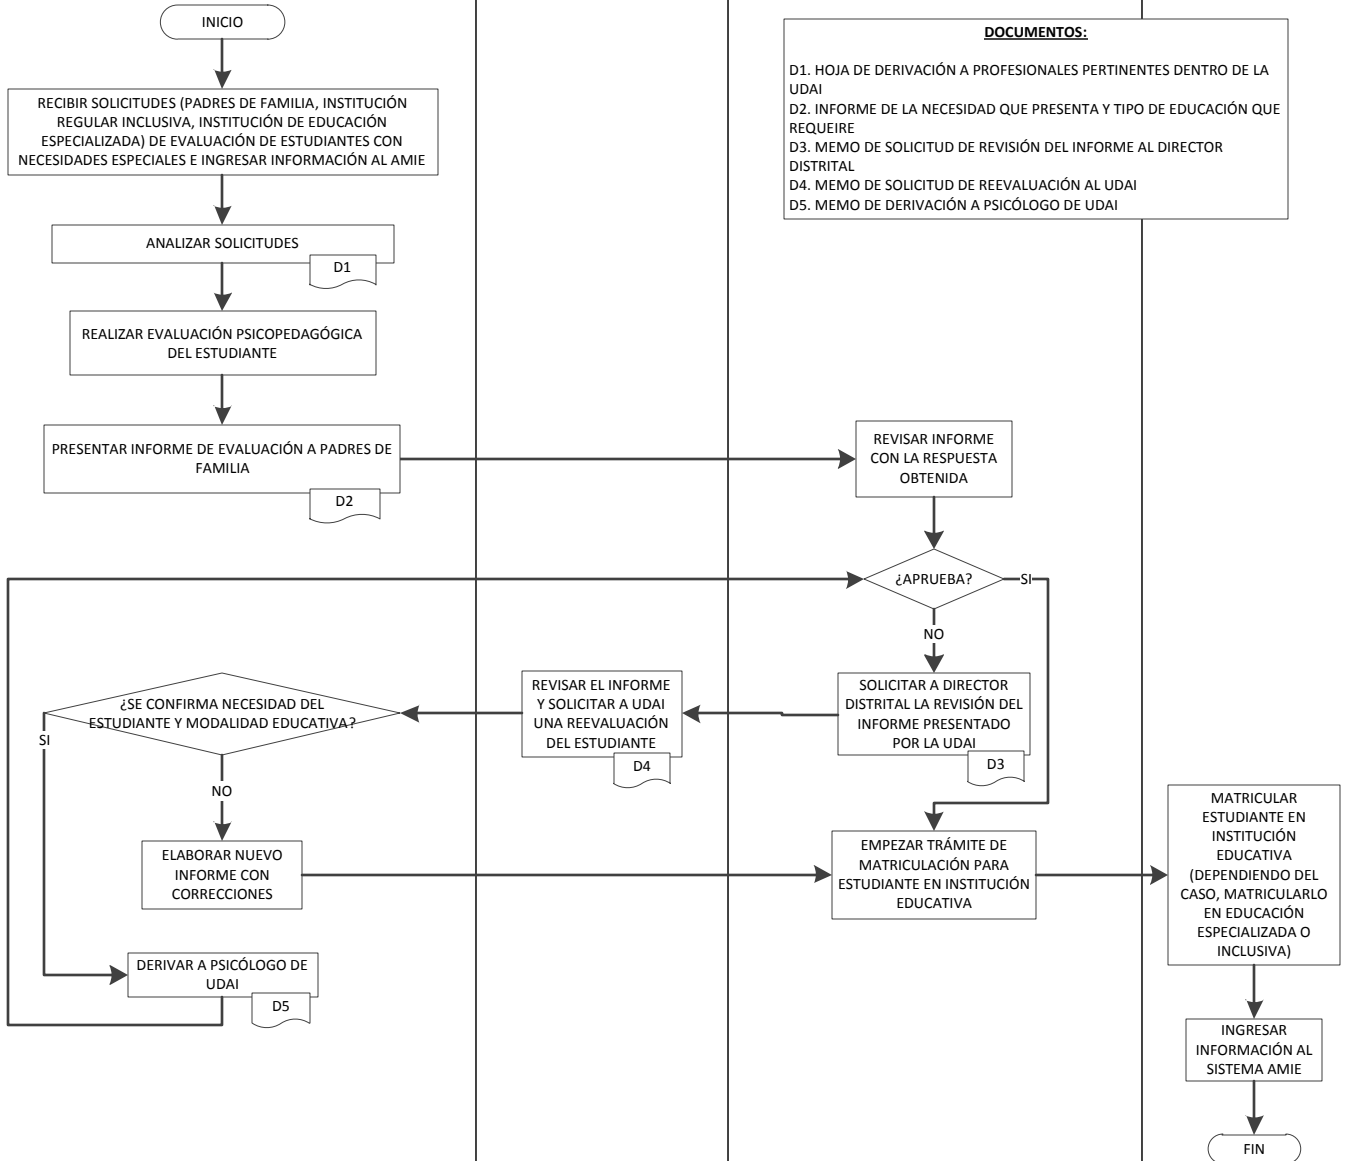 INICIO
RECIBIR SOLICITUDES (PADRES DE FAMILIA, INSTITUCIÓN
REGULAR INCLUSIVA, INSTITUCIÓN DE EDUCACIÓN
ESPECIALIZADA) DE EVALUACIÓN DE ESTUDIANTES CON
NECESIDADES ESPECIALES E INGRESAR INFORMACIÓN AL AMIE
ANALIZAR SOLICITUDES
D1
REALIZAR EVALUACIÓN PSICOPEDAGÓGICA
DEL ESTUDIANTE
PRESENTAR INFORME DE EVALUACIÓN A PADRES DE
FAMILIA
D2
DOCUMENTOS:
D1. HOJA DE DERIVACIÓN A PROFESIONALES PERTINENTES DENTRO DE LA
UDAI
D2. INFORME DE LA NECESIDAD QUE PRESENTA Y TIPO DE EDUCACIÓN QUE
REQUEIRE
D3. MEMO DE SOLICITUD DE REVISIÓN DEL INFORME AL DIRECTOR
DISTRITAL
D4. MEMO DE SOLICITUD DE REEVALUACIÓN AL UDAI
D5. MEMO DE DERIVACIÓN A PSICÓLOGO DE UDAI
REVISAR INFORME
CON LA RESPUESTA
OBTENIDA
¿APRUEBA?
SI
NO
SOLICITAR A DIRECTOR
DISTRITAL LA REVISIÓN DEL
INFORME PRESENTADO
POR LA UDAI
D3
REVISAR EL INFORME
Y SOLICITAR A UDAI
UNA REEVALUACIÓN
DEL ESTUDIANTE
D4
¿SE CONFIRMA NECESIDAD DEL
ESTUDIANTE Y MODALIDAD EDUCATIVA?
SI
NO
ELABORAR NUEVO
INFORME CON
CORRECCIONES
DERIVAR A PSICÓLOGO DE
UDAI
D5
EMPEZAR TRÁMITE DE
MATRICULACIÓN PARA
ESTUDIANTE EN INSTITUCIÓN
EDUCATIVA
MATRICULAR
ESTUDIANTE EN
INSTITUCIÓN
EDUCATIVA
(DEPENDIENDO DEL
CASO, MATRICULARLO
EN EDUCACIÓN
ESPECIALIZADA O
INCLUSIVA)
INGRESAR
INFORMACIÓN AL
SISTEMA AMIE
FIN